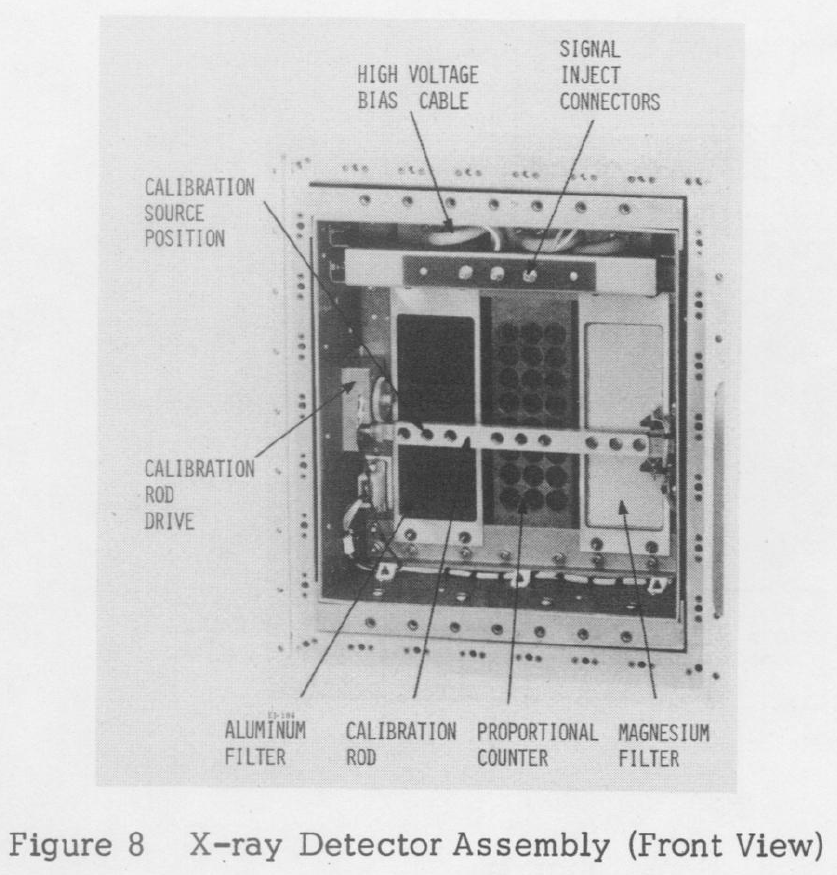 SIGNAL
INJECT
CONNECTORS
HIGH VOLTAGE
BIAS CABLE
CALIBRATION
SOURCE
POSITION
CALIBRATION
ROD
DRIVE
ALUMINUM
FILTER
CALIBRATION
ROD
PROPORTIONAL
COUNTER
MAGNESIUM
FILTER
Figure 8 X-ray Detector Assembly (Front View)